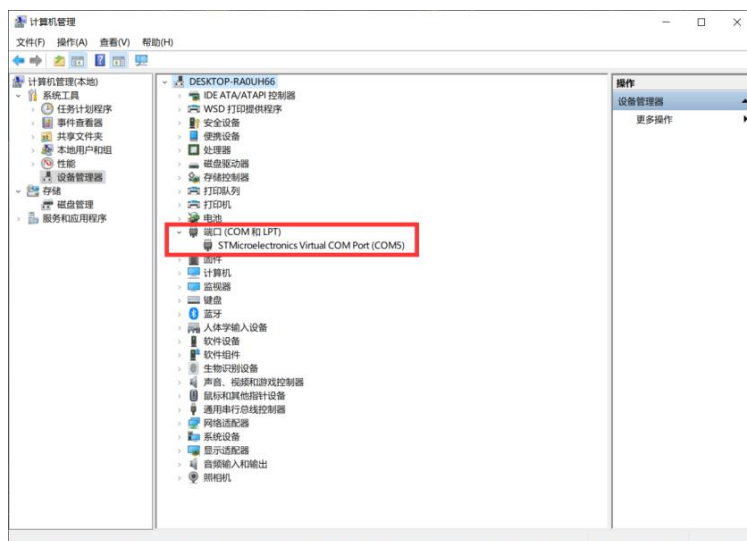 计算机管理
文件(F) 操作(A) 查看(V) 帮助(H)
计算机管理(本地)
系统工具
任务计划程序
事件查看器
共享文件夹
本地用户和组
性能
设备管理器
存储
磁盘管理
服务和应用程序
DESKTOP-RA0UH66
IDE ATA/ATAPI 控制器
WSD 打印提供程序
安全设备
便携设备
处理器
磁盘驱动器
存储控制器
打印队列
打印机
电池
端口 (COM 和 LPT)
STMicroelectronics Virtual COM Port (COM5)
固件
计算机
监视器
键盘
蓝牙
人体学输入设备
软件设备
软件组件
生物识别设备
声音、视频和游戏控制器
鼠标和其他指针设备
通用串行总线控制器
网络适配器
系统设备
显示适配器
音频输入和输出
照相机
操作
设备管理器
更多操作